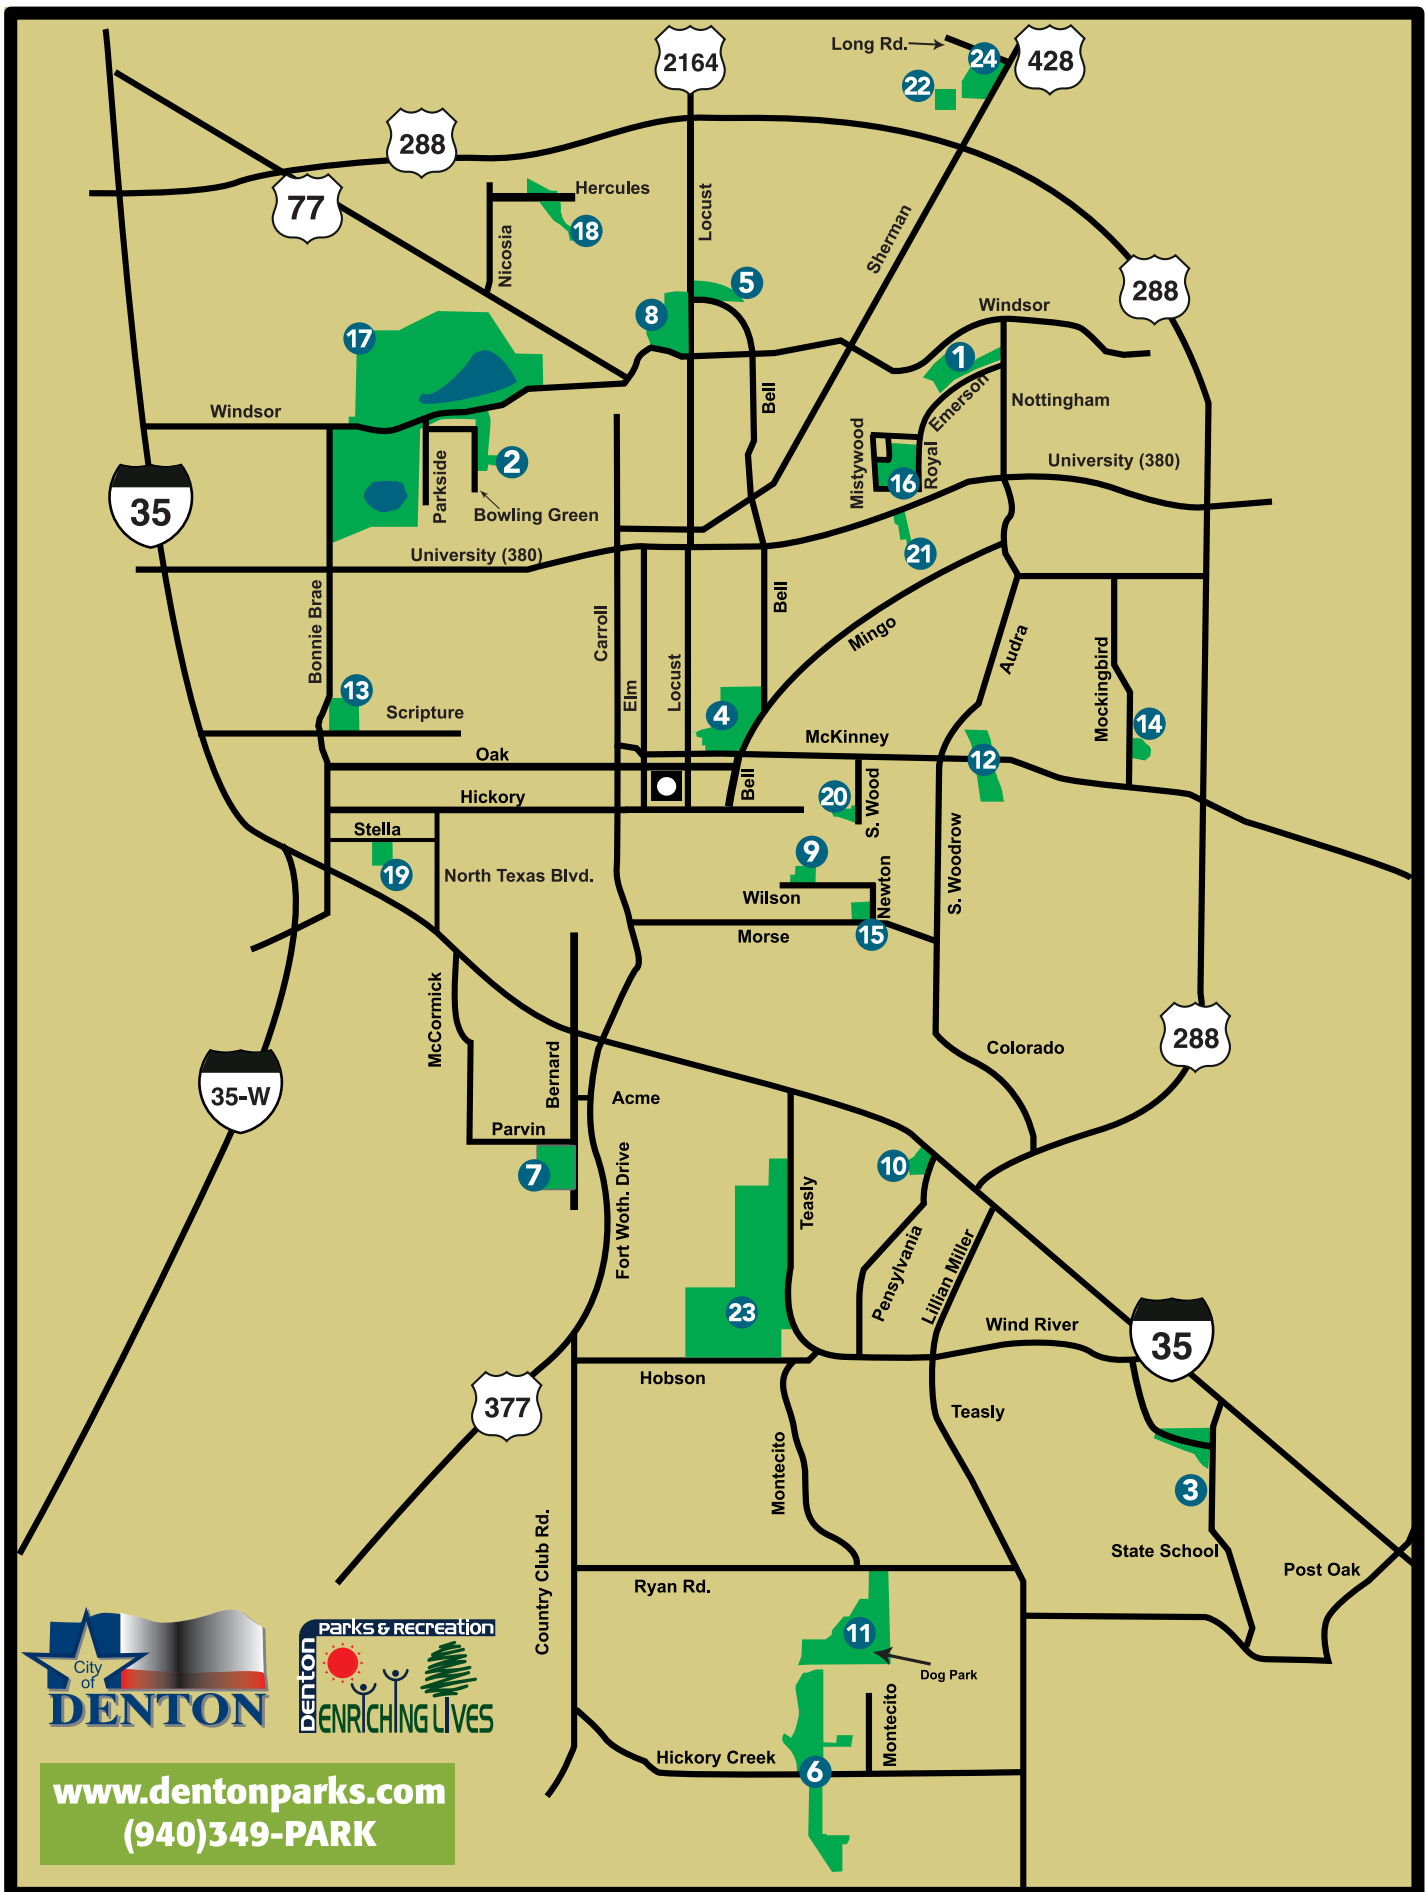 2164
Long Rd.
24
428
22
288
77
Hercules
18
Nicosia
Locust
Sherman
5
8
288
Windsor
17
1
Emerson
Nottingham
Bell
Windsor
2
Parkside
Bowling Green
Mistywood
Royal
16
University (380)
35
21
University (380)
Bonnie Brae
Carroll
Elm
Locust
Bell
Mingo
Audra
Mockingbird
13
Scripture
4
McKinney
12
14
Oak
Bell
Hickory
20
S. Wood
Stella
19
North Texas Blvd.
9
Wilson
Newton
S. Woodrow
15
Morse
McCormick
Bernard
Colorado
288
35-W
Acme
Parvin
7
Fort Woth. Drive
Teasly
10
Pensylvania
Lillian Miller
23
Wind River
35
Hobson
377
Teasly
Montecito
3
Country Club Rd.
State School
Post Oak
Ryan Rd.
11
Dog Park
Montecito
Hickory Creek
6
City
of
DENTON
Denton
Parks & Recreation
ENRICHING LIVES
www.dentonparks.com
(940)349-PARK